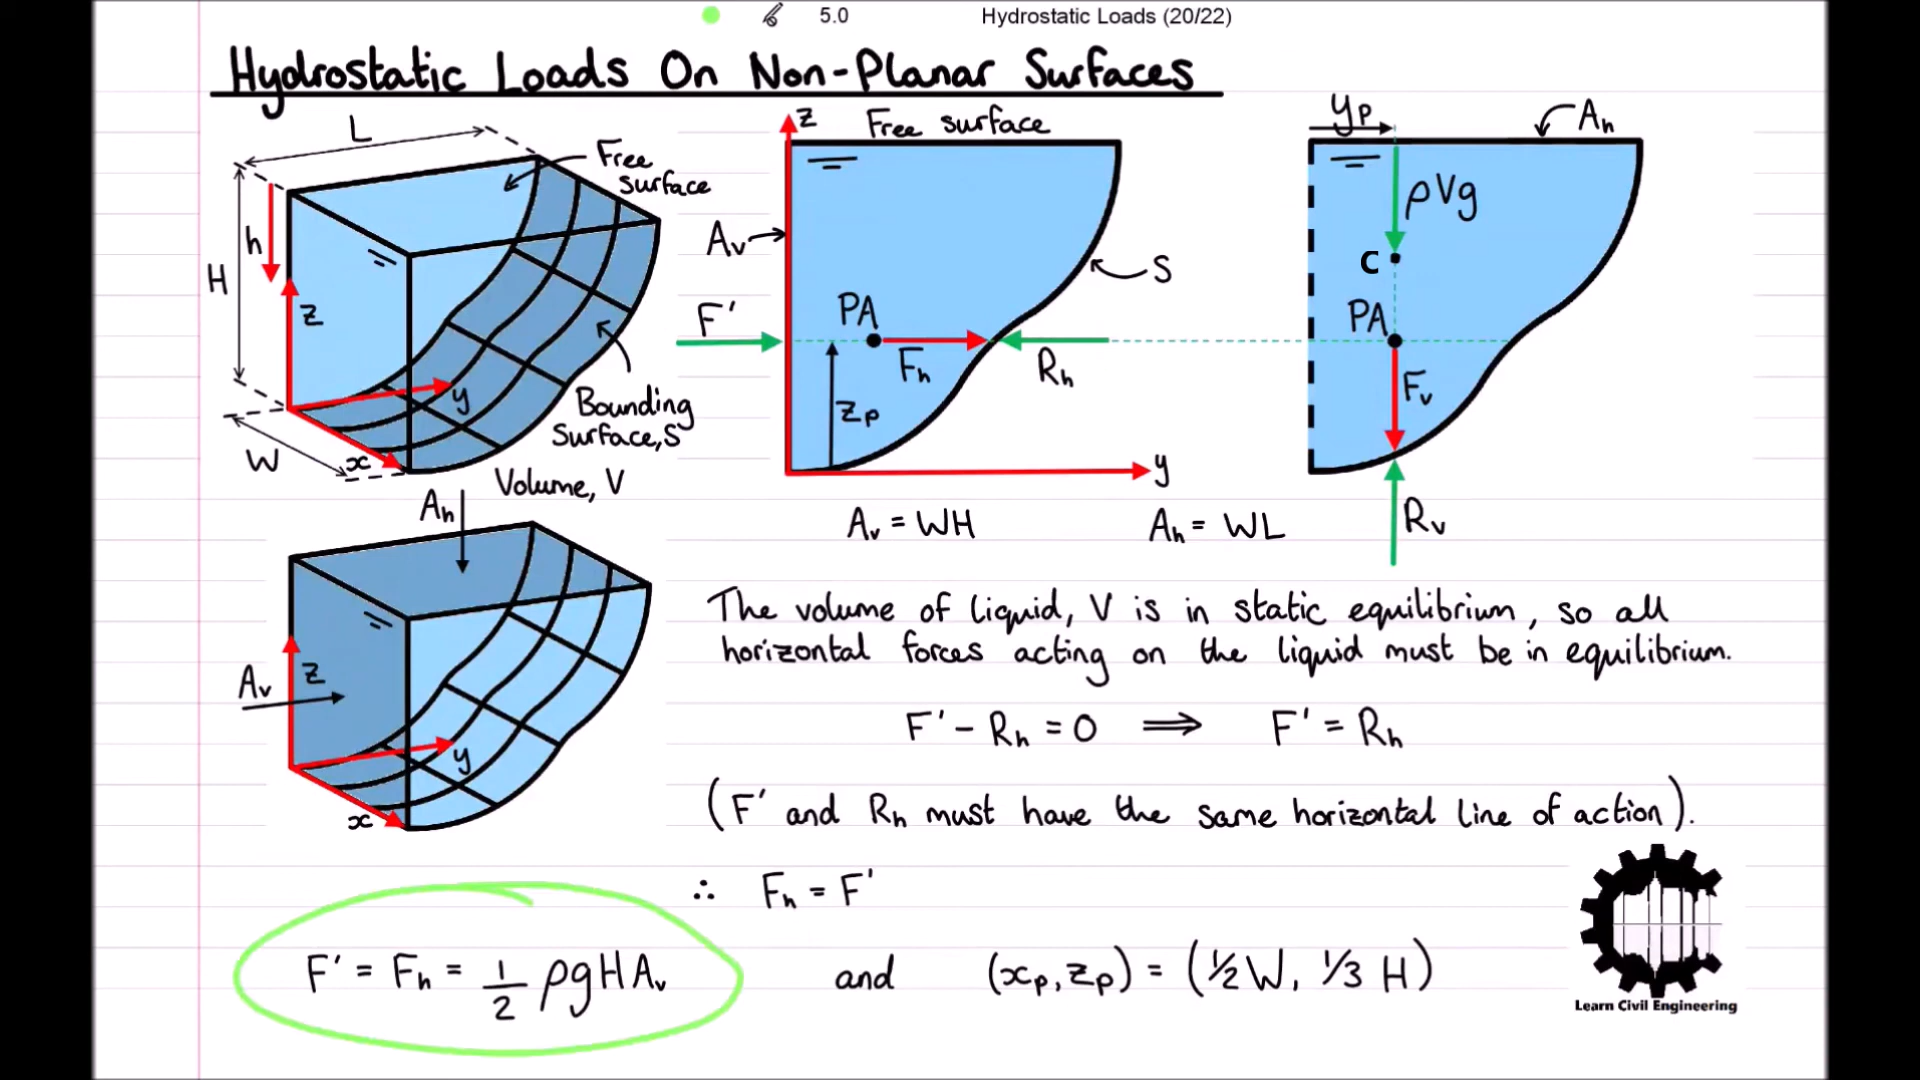 5.0
Hydrostatic Loads (20/22)
Hydrostatic Loads On Non-Planar Surfaces
L
Free
surface
h
H
z
y
x
W
Bounding
Surface, S
Volume, V
z
Free surface
Av
S
F'
PA
Fh
Rh
zp
y
yp
Ah
ρVg
C
PA
Fv
Rv
Av = WH
Ah = WL
Ah
Av
z
y
x
The volume of liquid, V is in static equilibrium, so all
horizontal forces acting on the liquid must be in equilibrium.
F' - Rh = 0 ⟹ F' = Rh
(F' and Rh must have the same horizontal line of action).
∴ Fh = F'
F' = Fh = 1/2 ρgHAv and (xp, zp) = (1/2 W, 1/3 H)
Learn Civil Engineering